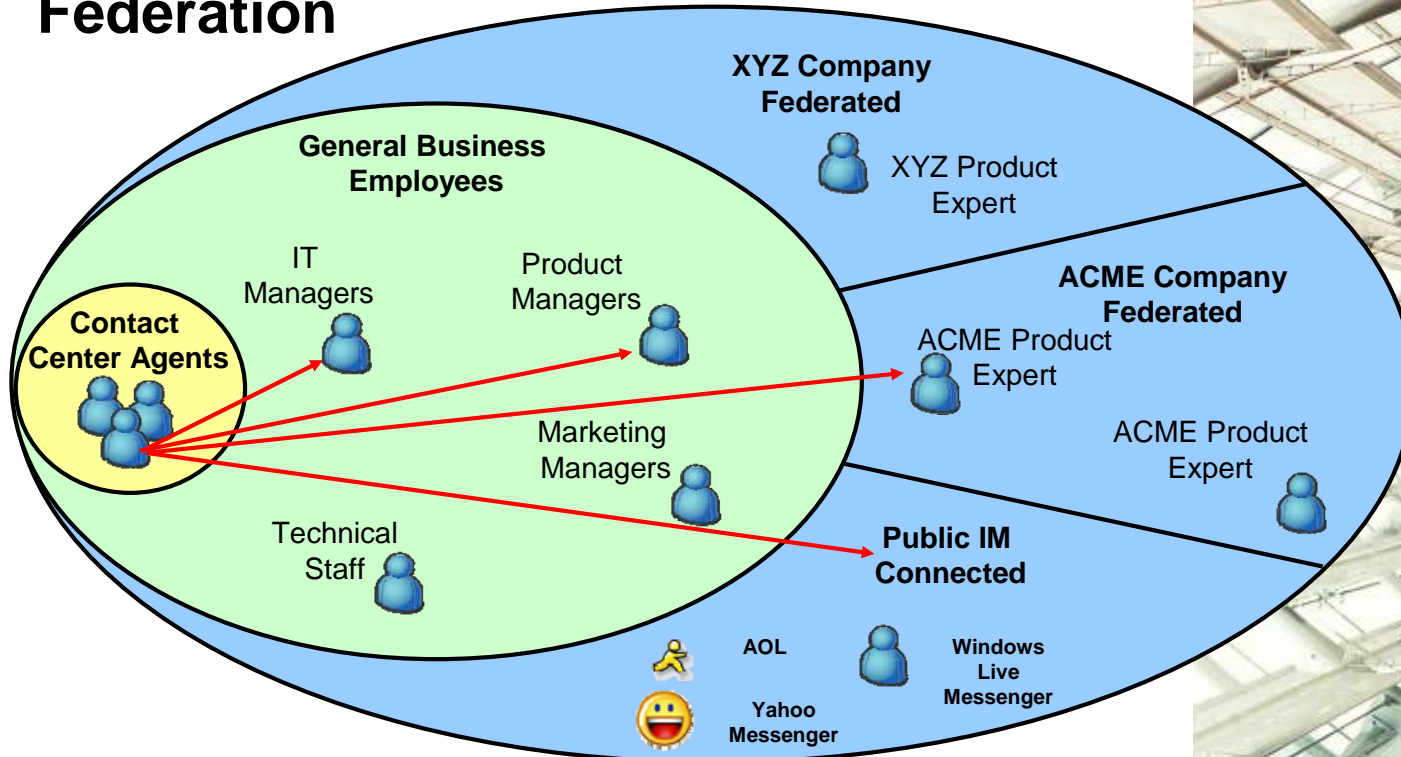 Federation
XYZ Company
Federated
XYZ Product
Expert
General Business
Employees
IT
Managers
Product
Managers
ACME Company
Federated
Contact
Center Agents
ACME Product
Expert
Marketing
Managers
ACME Product
Expert
Technical
Staff
Public IM
Connected
AOL
Windows
Live
Messenger
Yahoo
Messenger